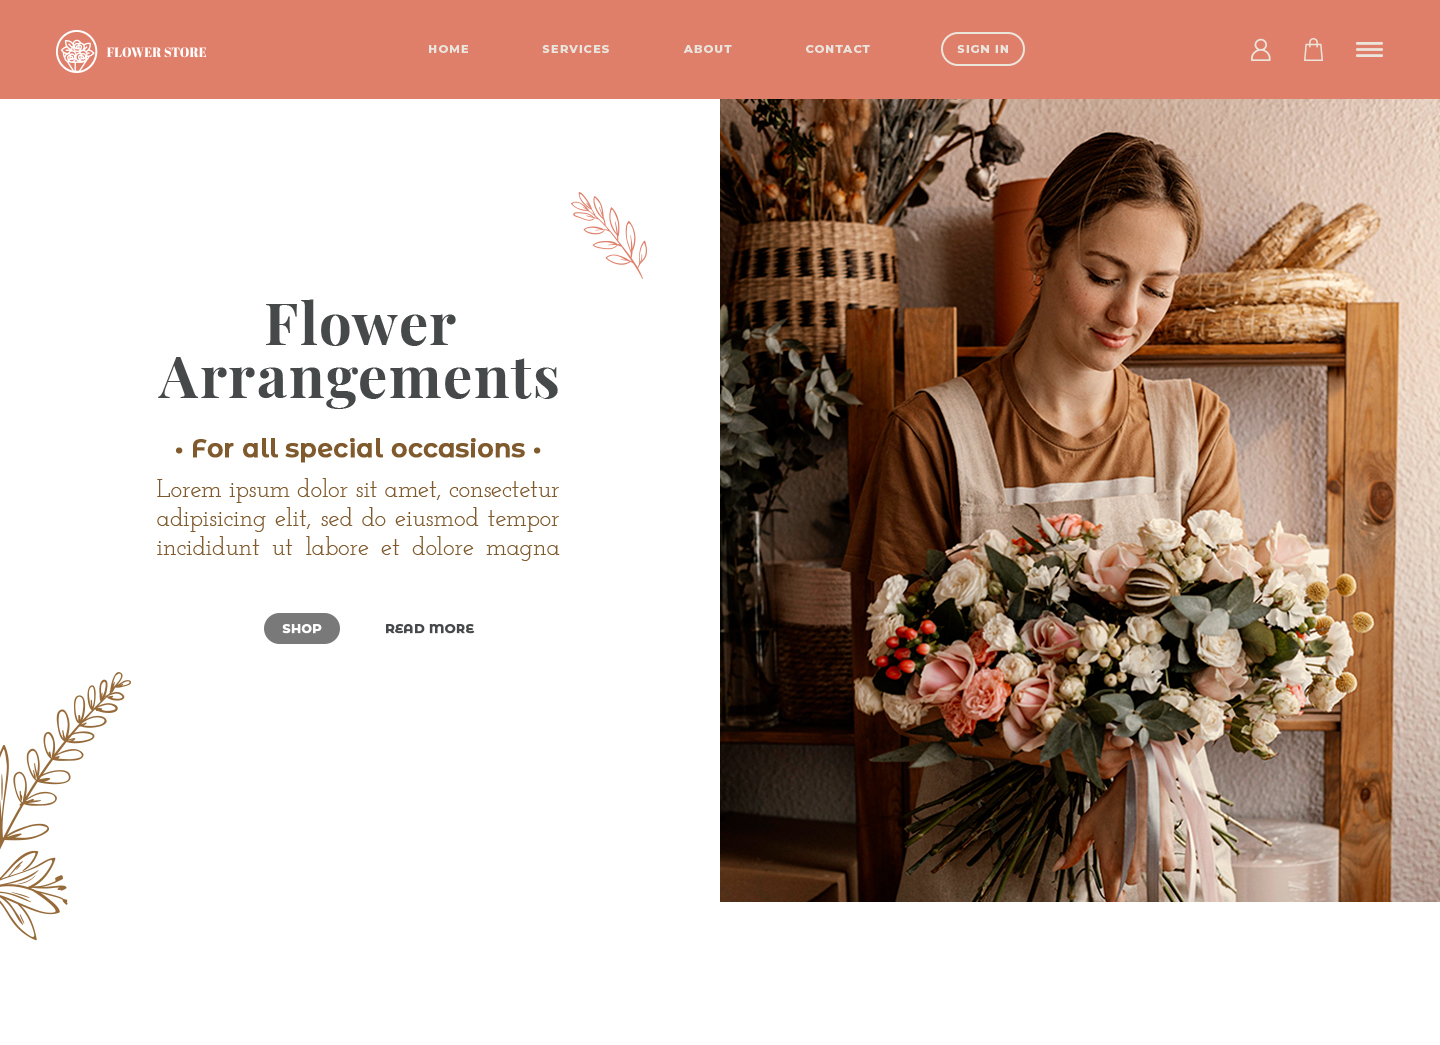 FLOWER STORE
HOME
SERVICES
ABOUT
CONTACT
SIGN IN
Flower
Arrangements
• For all special occasions •
Lorem ipsum dolor sit amet, consectetur
adipisicing elit, sed do eiusmod tempor
incididunt ut labore et dolore magna
SHOP
READ MORE